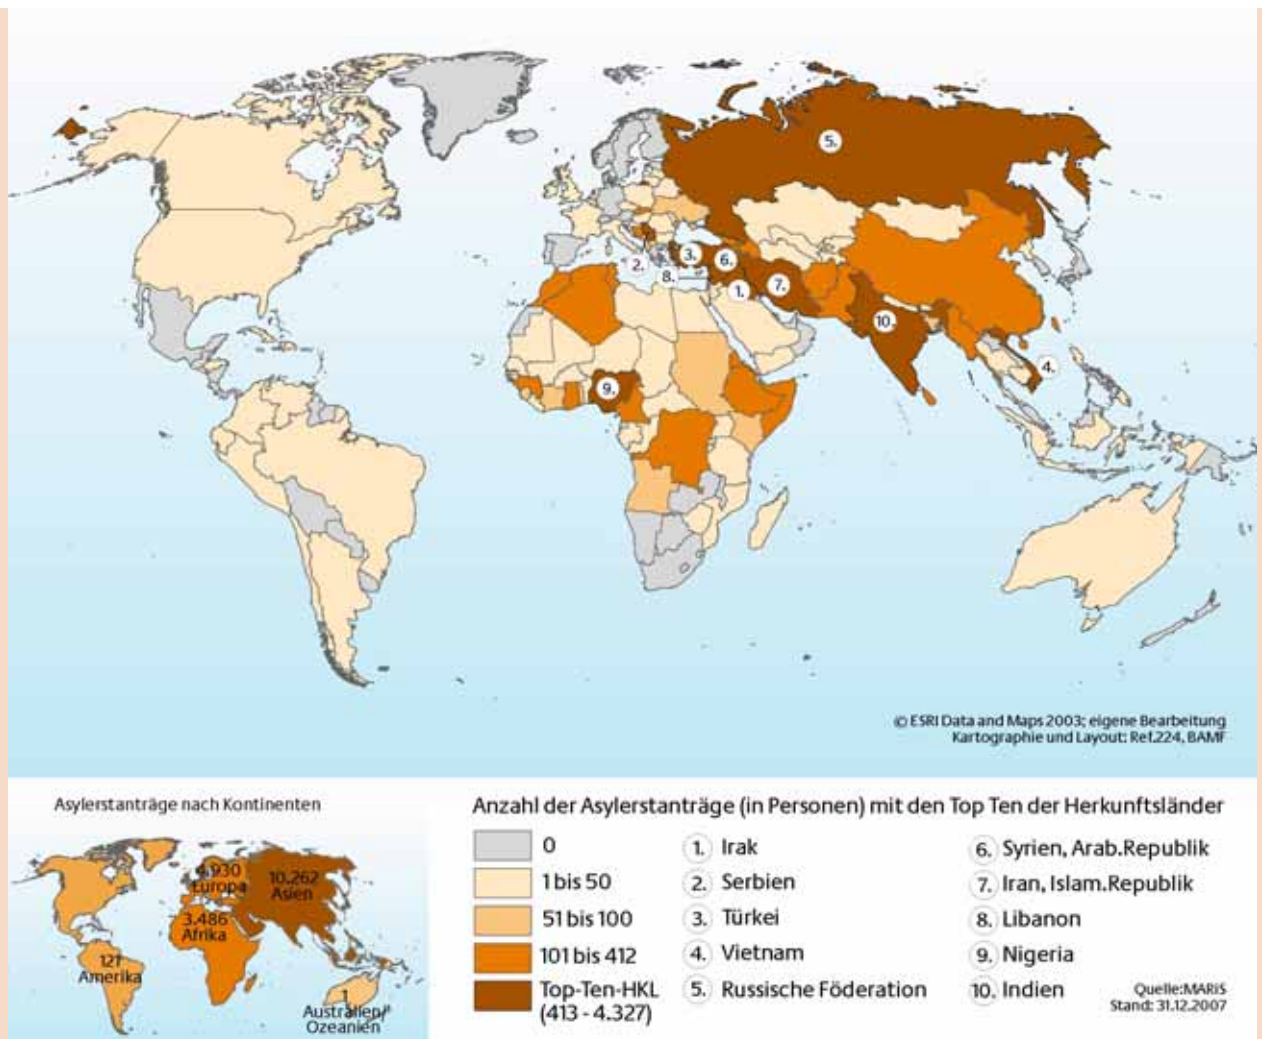 5.
3.
6.
2.
8.
7.
1.
10.
4.
9.
© ESRI Data and Maps 2003; eigene Bearbeitung
Kartographie und Layout: Ref.224, BAMF
Asylerstanträge nach Kontinenten
4.930
Europa
10.262
Asien
3.486
Afrika
121
Amerika
1
Australien/
Ozeanien
Anzahl der Asylerstanträge (in Personen) mit den Top Ten der Herkunftsländer
0
1 bis 50
51 bis 100
101 bis 412
Top-Ten-HKL
(413 - 4.327)
1. Irak
2. Serbien
3. Türkei
4. Vietnam
5. Russische Föderation
6. Syrien, Arab.Republik
7. Iran, Islam.Republik
8. Libanon
9. Nigeria
10. Indien
Quelle:MARiS
Stand: 31.12.2007